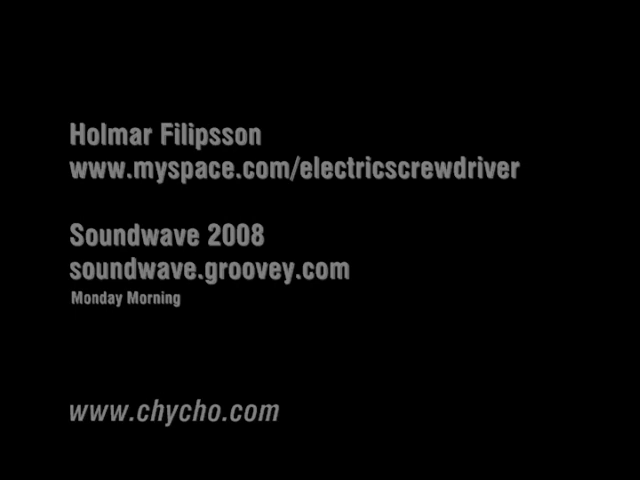 Holmar Filipsson
www.myspace.com/electricscrewdriver
Soundwave 2008
soundwave.groovey.com
Monday Morning
www.chycho.com